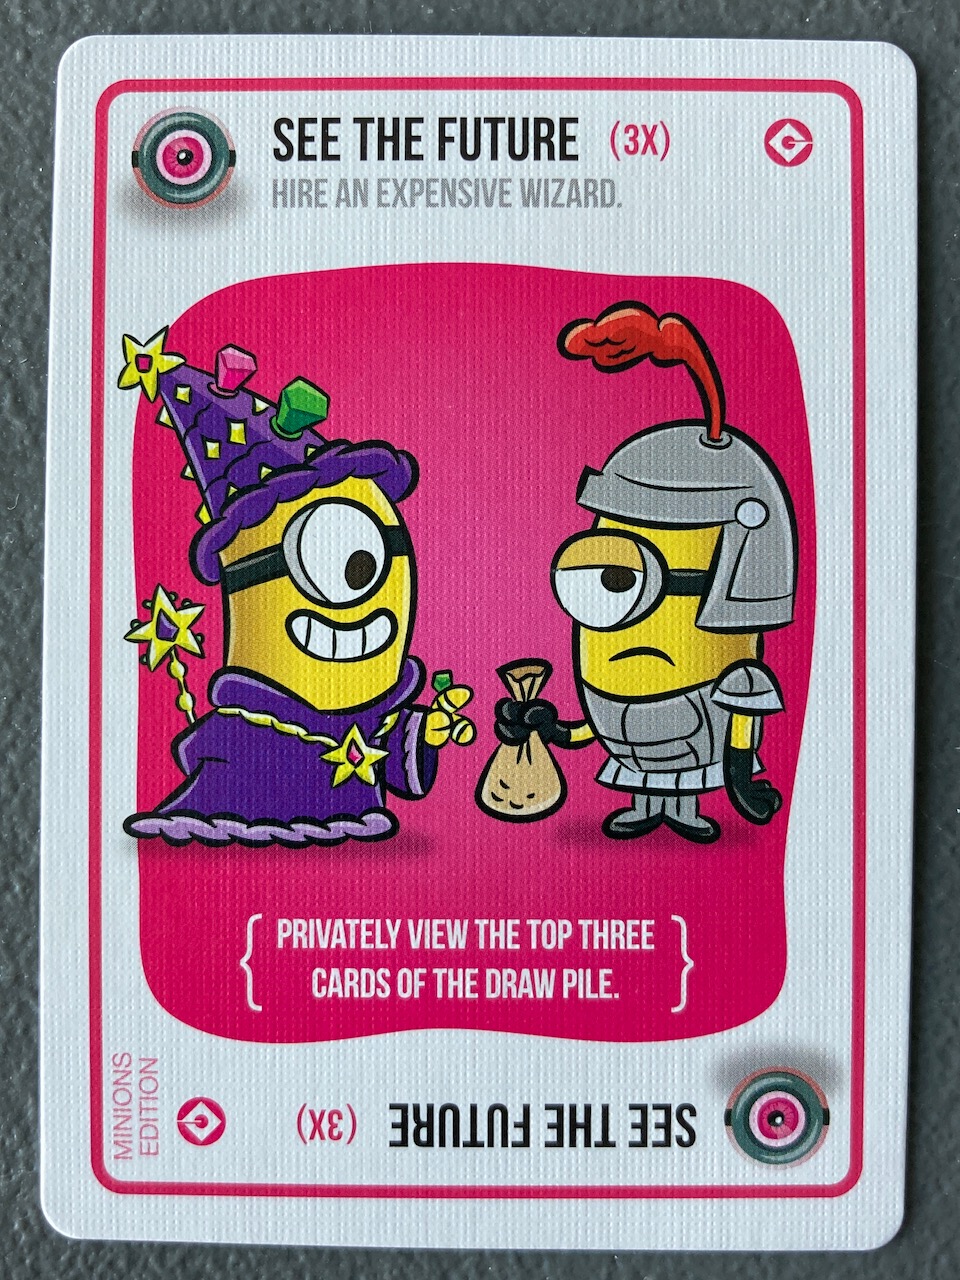 SEE THE FUTURE (3X)
HIRE AN EXPENSIVE WIZARD.
PRIVATELY VIEW THE TOP THREE
CARDS OF THE DRAW PILE.
MINIONS
EDITION
SEE THE FUTURE (3X)